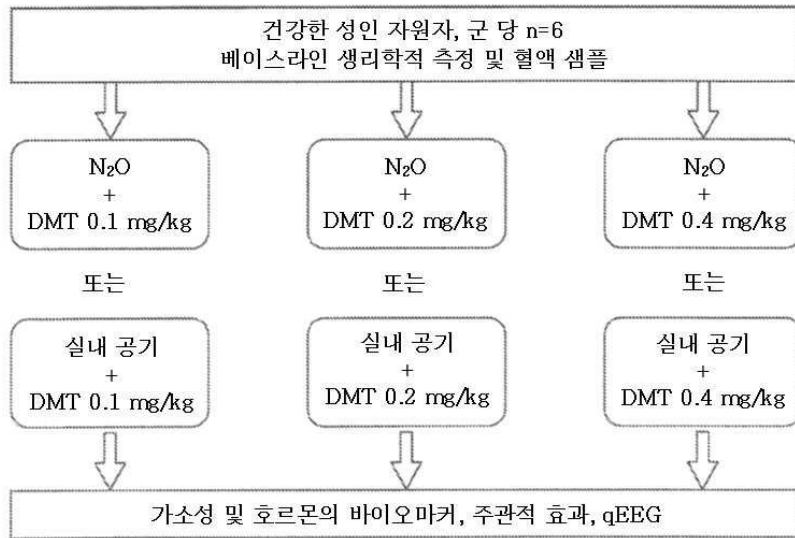 건강한 성인 자원자, 군 당 n=6
베이스라인 생리학적 측정 및 혈액 샘플
N₂O
+
DMT 0.1 mg/kg
N₂O
+
DMT 0.2 mg/kg
N₂O
+
DMT 0.4 mg/kg
또는
또는
또는
실내 공기
+
DMT 0.1 mg/kg
실내 공기
+
DMT 0.2 mg/kg
실내 공기
+
DMT 0.4 mg/kg
가소성 및 호르몬의 바이오마커, 주관적 효과, qEEG